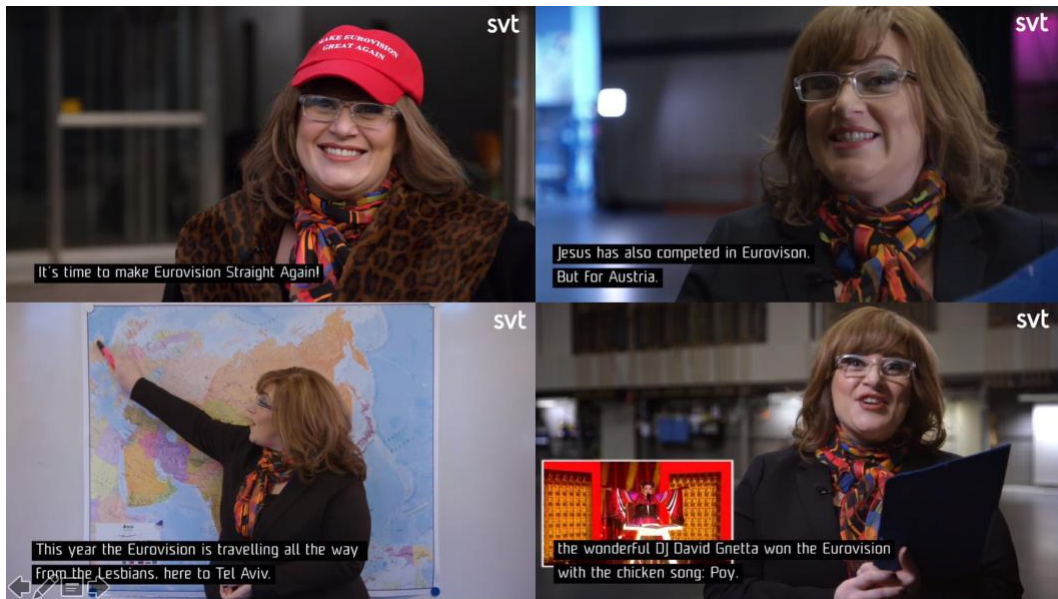 svt
MAKE EUROVISION
GREAT AGAIN
It's time to make Eurovision Straight Again!
svt
Jesus has also competed in Eurovison.
But for Austria.
svt
This year the Eurovision is travelling all the way
from the Lesbians, here to Tel Aviv.
svt
the wonderful DJ David Gnetta won the Eurovision
with the chicken song: Poy.